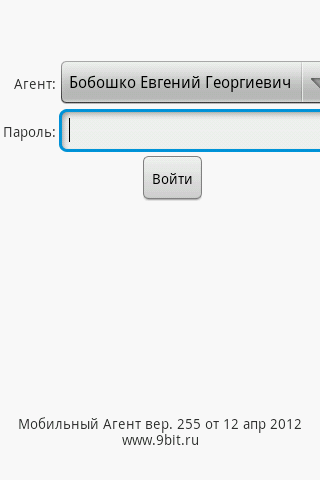 Агент: Бобошко Евгений Георгиевич
Пароль:
Войти
Мобильный Агент вер. 255 от 12 апр 2012
www.9bit.ru